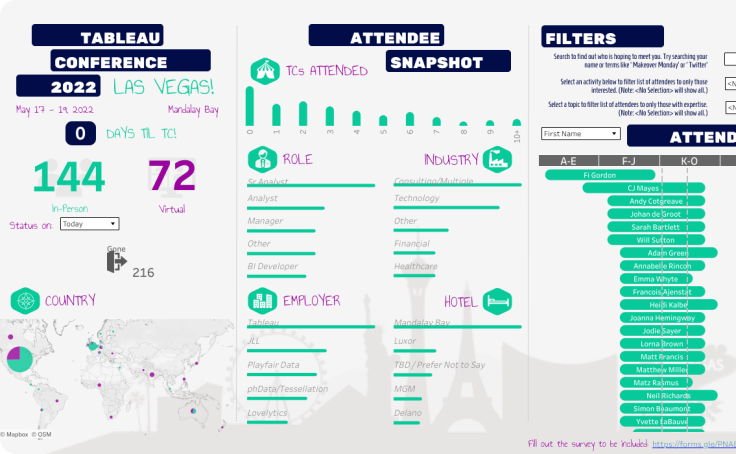 TABLEAU
CONFERENCE
2022 LAS VEGAS!
May 17 - 19, 2022 Mandalay Bay
0 DAYS TIL TC!
144 72
In-Person Virtual
Status on: Today
Gone
216
COUNTRY
© Mapbox © OSM
ATTENDEE
SNAPSHOT
TCs ATTENDED
0 1 2 3 4 5 6 7 8 9 10+
ROLE
Sr Analyst
Analyst
Manager
Other
BI Developer
INDUSTRY
Consulting/Multiple
Technology
Other
Financial
Healthcare
EMPLOYER
Tableau
JLL
Playfair Data
phData/Tessellation
Lovelytics
HOTEL
Mandalay Bay
Luxor
TBD / Prefer Not to Say
MGM
Delano
FILTERS
Search to find out who is hoping to meet you. Try searching your
name or terms like 'Makeover Monday' or 'Twitter'
Select an activity below to filter list of attendees to only those
interested. (Note: <No Selection> will show all.)
<N
Select a topic to filter list of attendees to only those with expertise.
(Note: <No Selection> will show all.)
<N
First Name
ATTEND
A-E F-J K-O
Fi Gordon
CJ Mayes
Andy Cotgreave
Johan de Groot
Sarah Bartlett
Will Sutton
Adam Green
Annabelle Rincon
Emma Whyte
Francois Ajenstat
Heidi Kalbe
Joanna Hemingway
Jodie Sayer
Lorna Brown
Matt Francis
Matthew Miller
Matz Rasmus
Neil Richards
Simon Beaumont
Yvette LaBauve
Fill out the survey to be included: https://forms.gle/PNAB